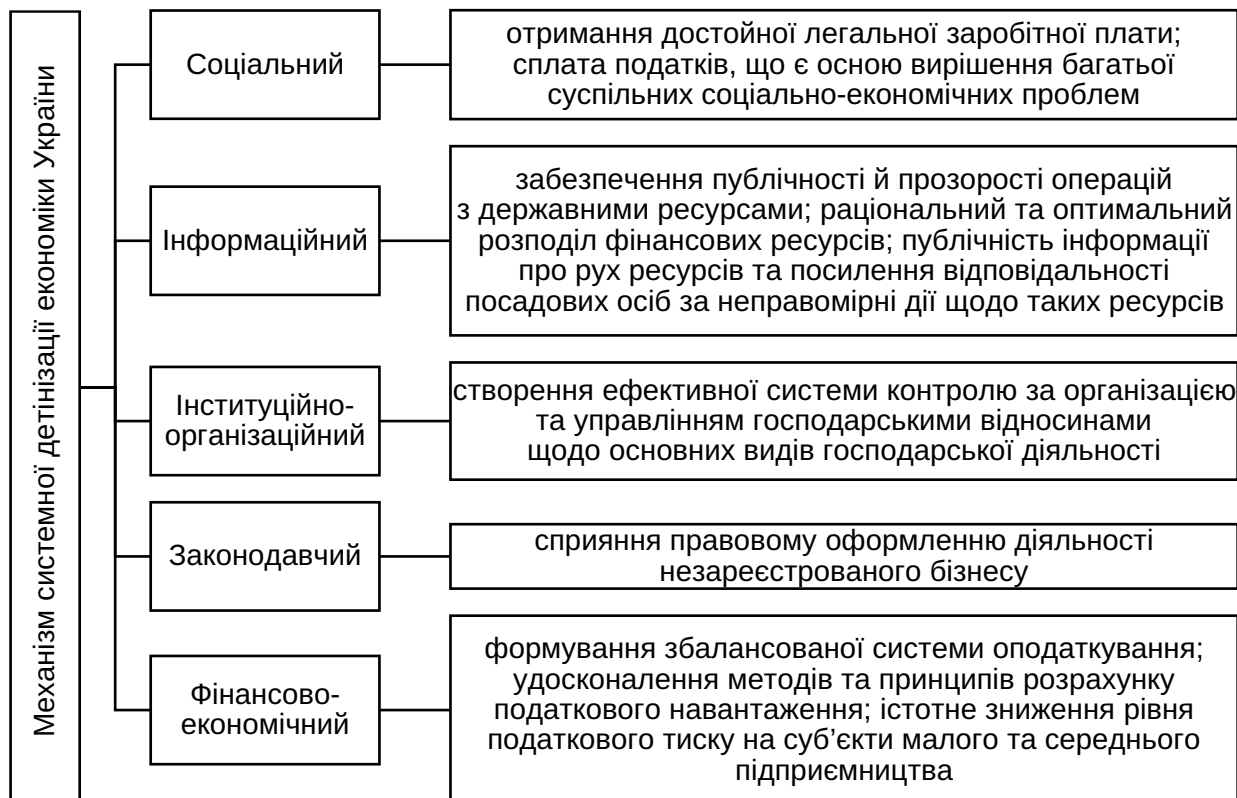 Механізм системної детінізації економіки України
Соціальний
отримання достойної легальної заробітної плати;
сплата податків, що є основою вирішення багатьої
суспільних соціально-економічних проблем
Інформаційний
забезпечення публічності й прозорості операцій
з державними ресурсами; раціональний та оптимальний
розподіл фінансових ресурсів; публічність інформації
про рух ресурсів та посилення відповідальності
посадових осіб за неправомірні дії щодо таких ресурсів
Інституційно-
організаційний
створення ефективної системи контролю за організацією
та управлінням господарськими відносинами
щодо основних видів господарської діяльності
Законодавчий
сприяння правовому оформленню діяльності
незареєстрованого бізнесу
Фінансово-
економічний
формування збалансованої системи оподаткування;
удосконалення методів та принципів розрахунку
податкового навантаження; істотне зниження рівня
податкового тиску на суб’єкти малого та середнього
підприємництва